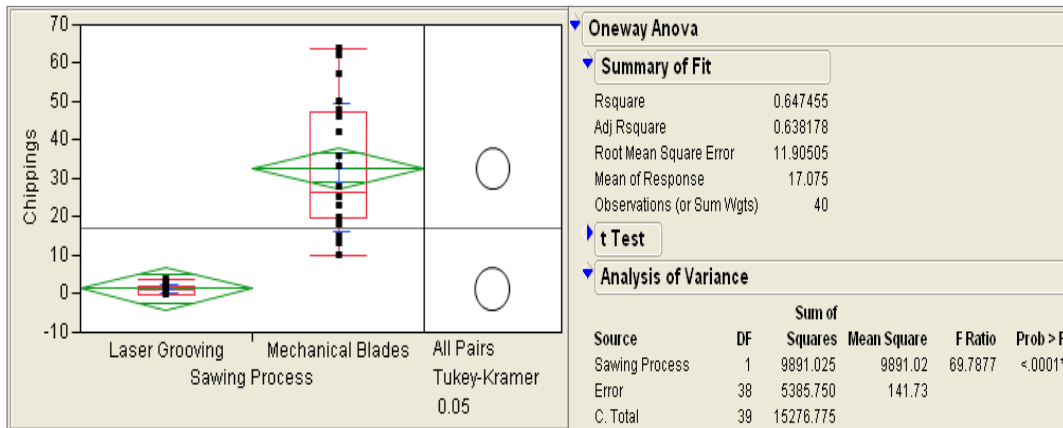 70
60
50
40
30
20
10
0
-10
Chippings
Laser Grooving Mechanical Blades All Pairs
Sawing Process Tukey-Kramer
0.05
Oneway Anova
Summary of Fit
Rsquare 0.647455
Adj Rsquare 0.638178
Root Mean Square Error 11.90505
Mean of Response 17.075
Observations (or Sum Wgts) 40
t Test
Analysis of Variance
Sum of
Source DF Squares Mean Square F Ratio Prob > F
Sawing Process 1 9891.025 9891.02 69.7877 <.0001*
Error 38 5385.750 141.73
C. Total 39 15276.775